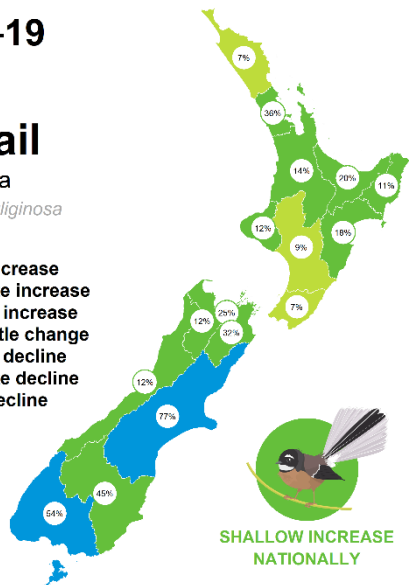 -19
ail
a
liginosa
crease
e increase
increase
tle change
decline
e decline
ecline
7%
36%
14%
20%
11%
12%
18%
9%
7%
25%
12%
32%
12%
77%
45%
54%
SHALLOW INCREASE
NATIONALLY